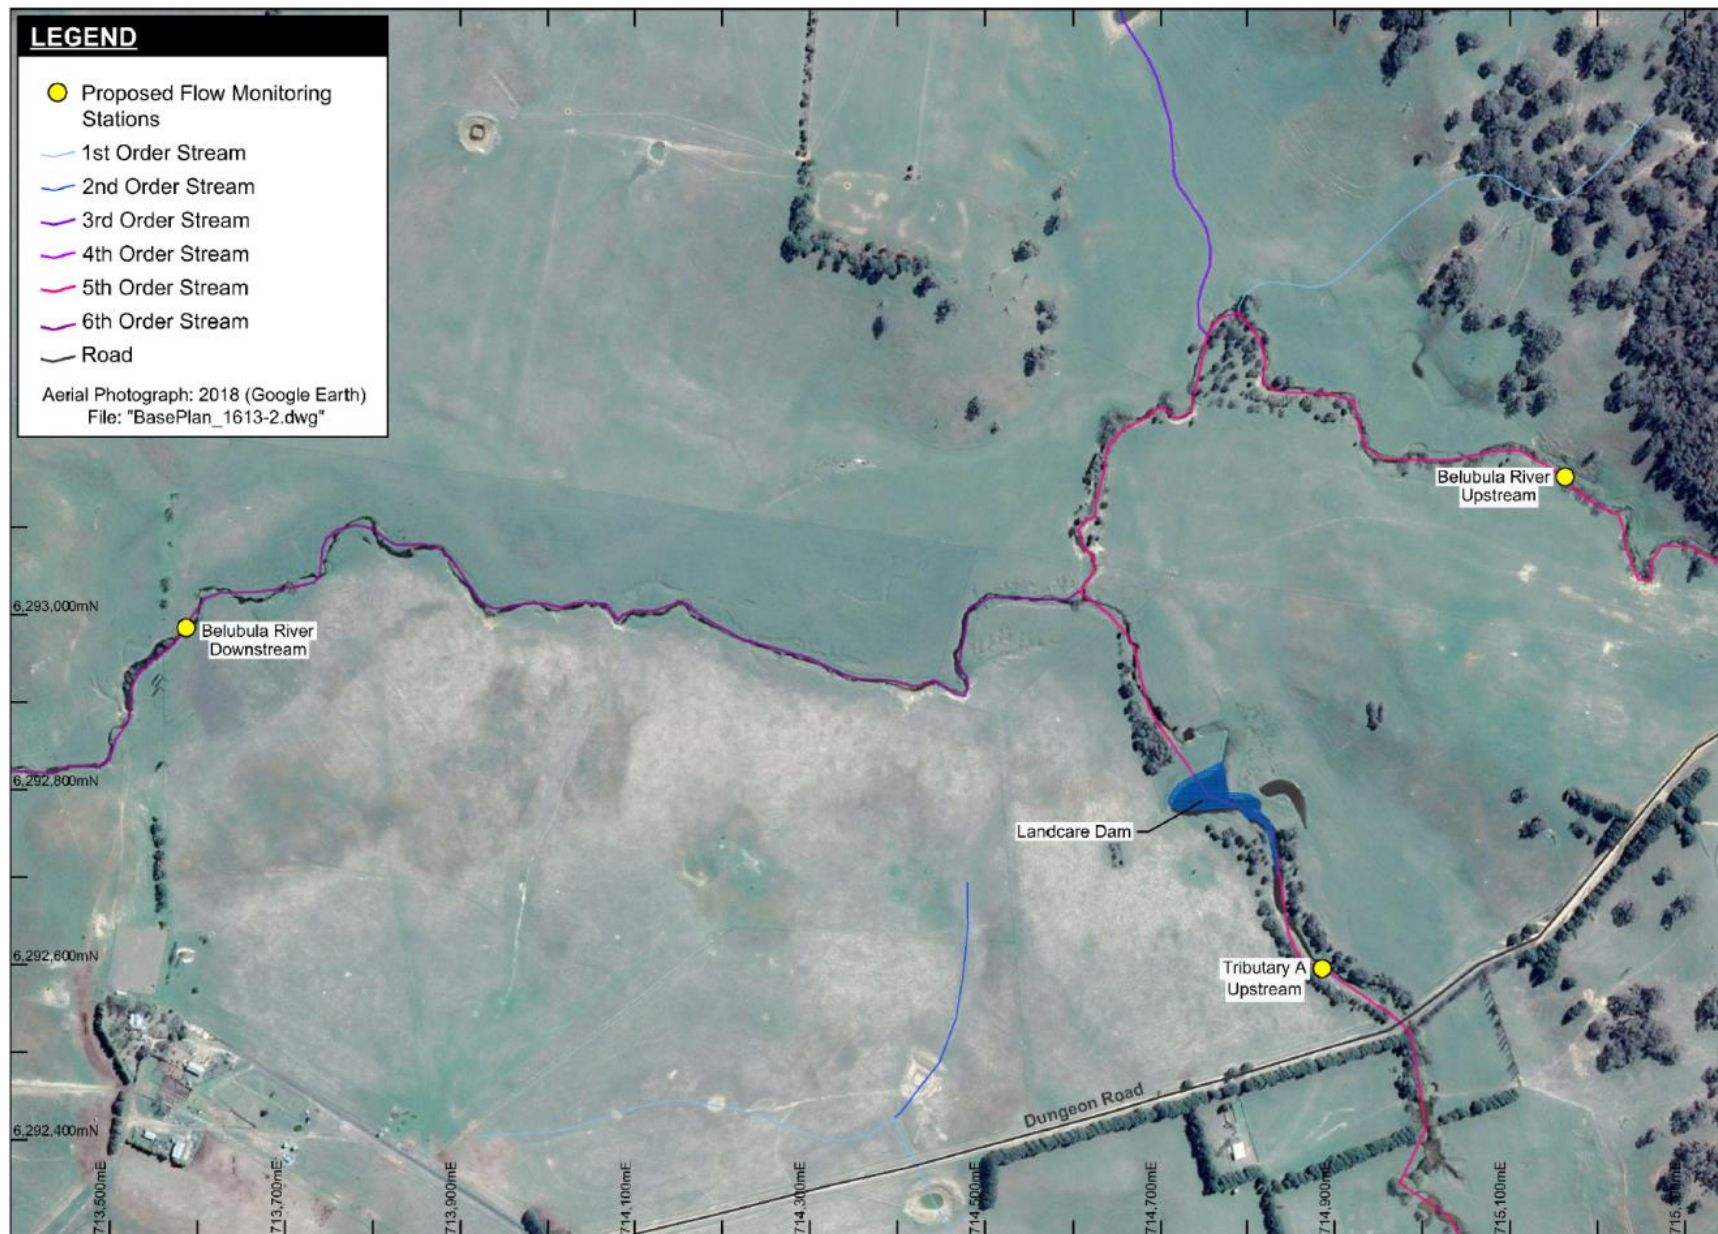 LEGEND
Proposed Flow Monitoring
Stations
1st Order Stream
2nd Order Stream
3rd Order Stream
4th Order Stream
5th Order Stream
6th Order Stream
Road
Aerial Photograph: 2018 (Google Earth)
File: "BasePlan_1613-2.dwg"
Belubula River
Upstream
6,293,000mN
Belubula River
Downstream
6,292,800mN
Landcare Dam
6,292,600mN
Tributary A
Upstream
Dungeon Road
6,292,400mN
713,500mE
713,700mE
713,900mE
714,100mE
714,300mE
714,500mE
714,700mE
714,900mE
715,100mE
715,300mE